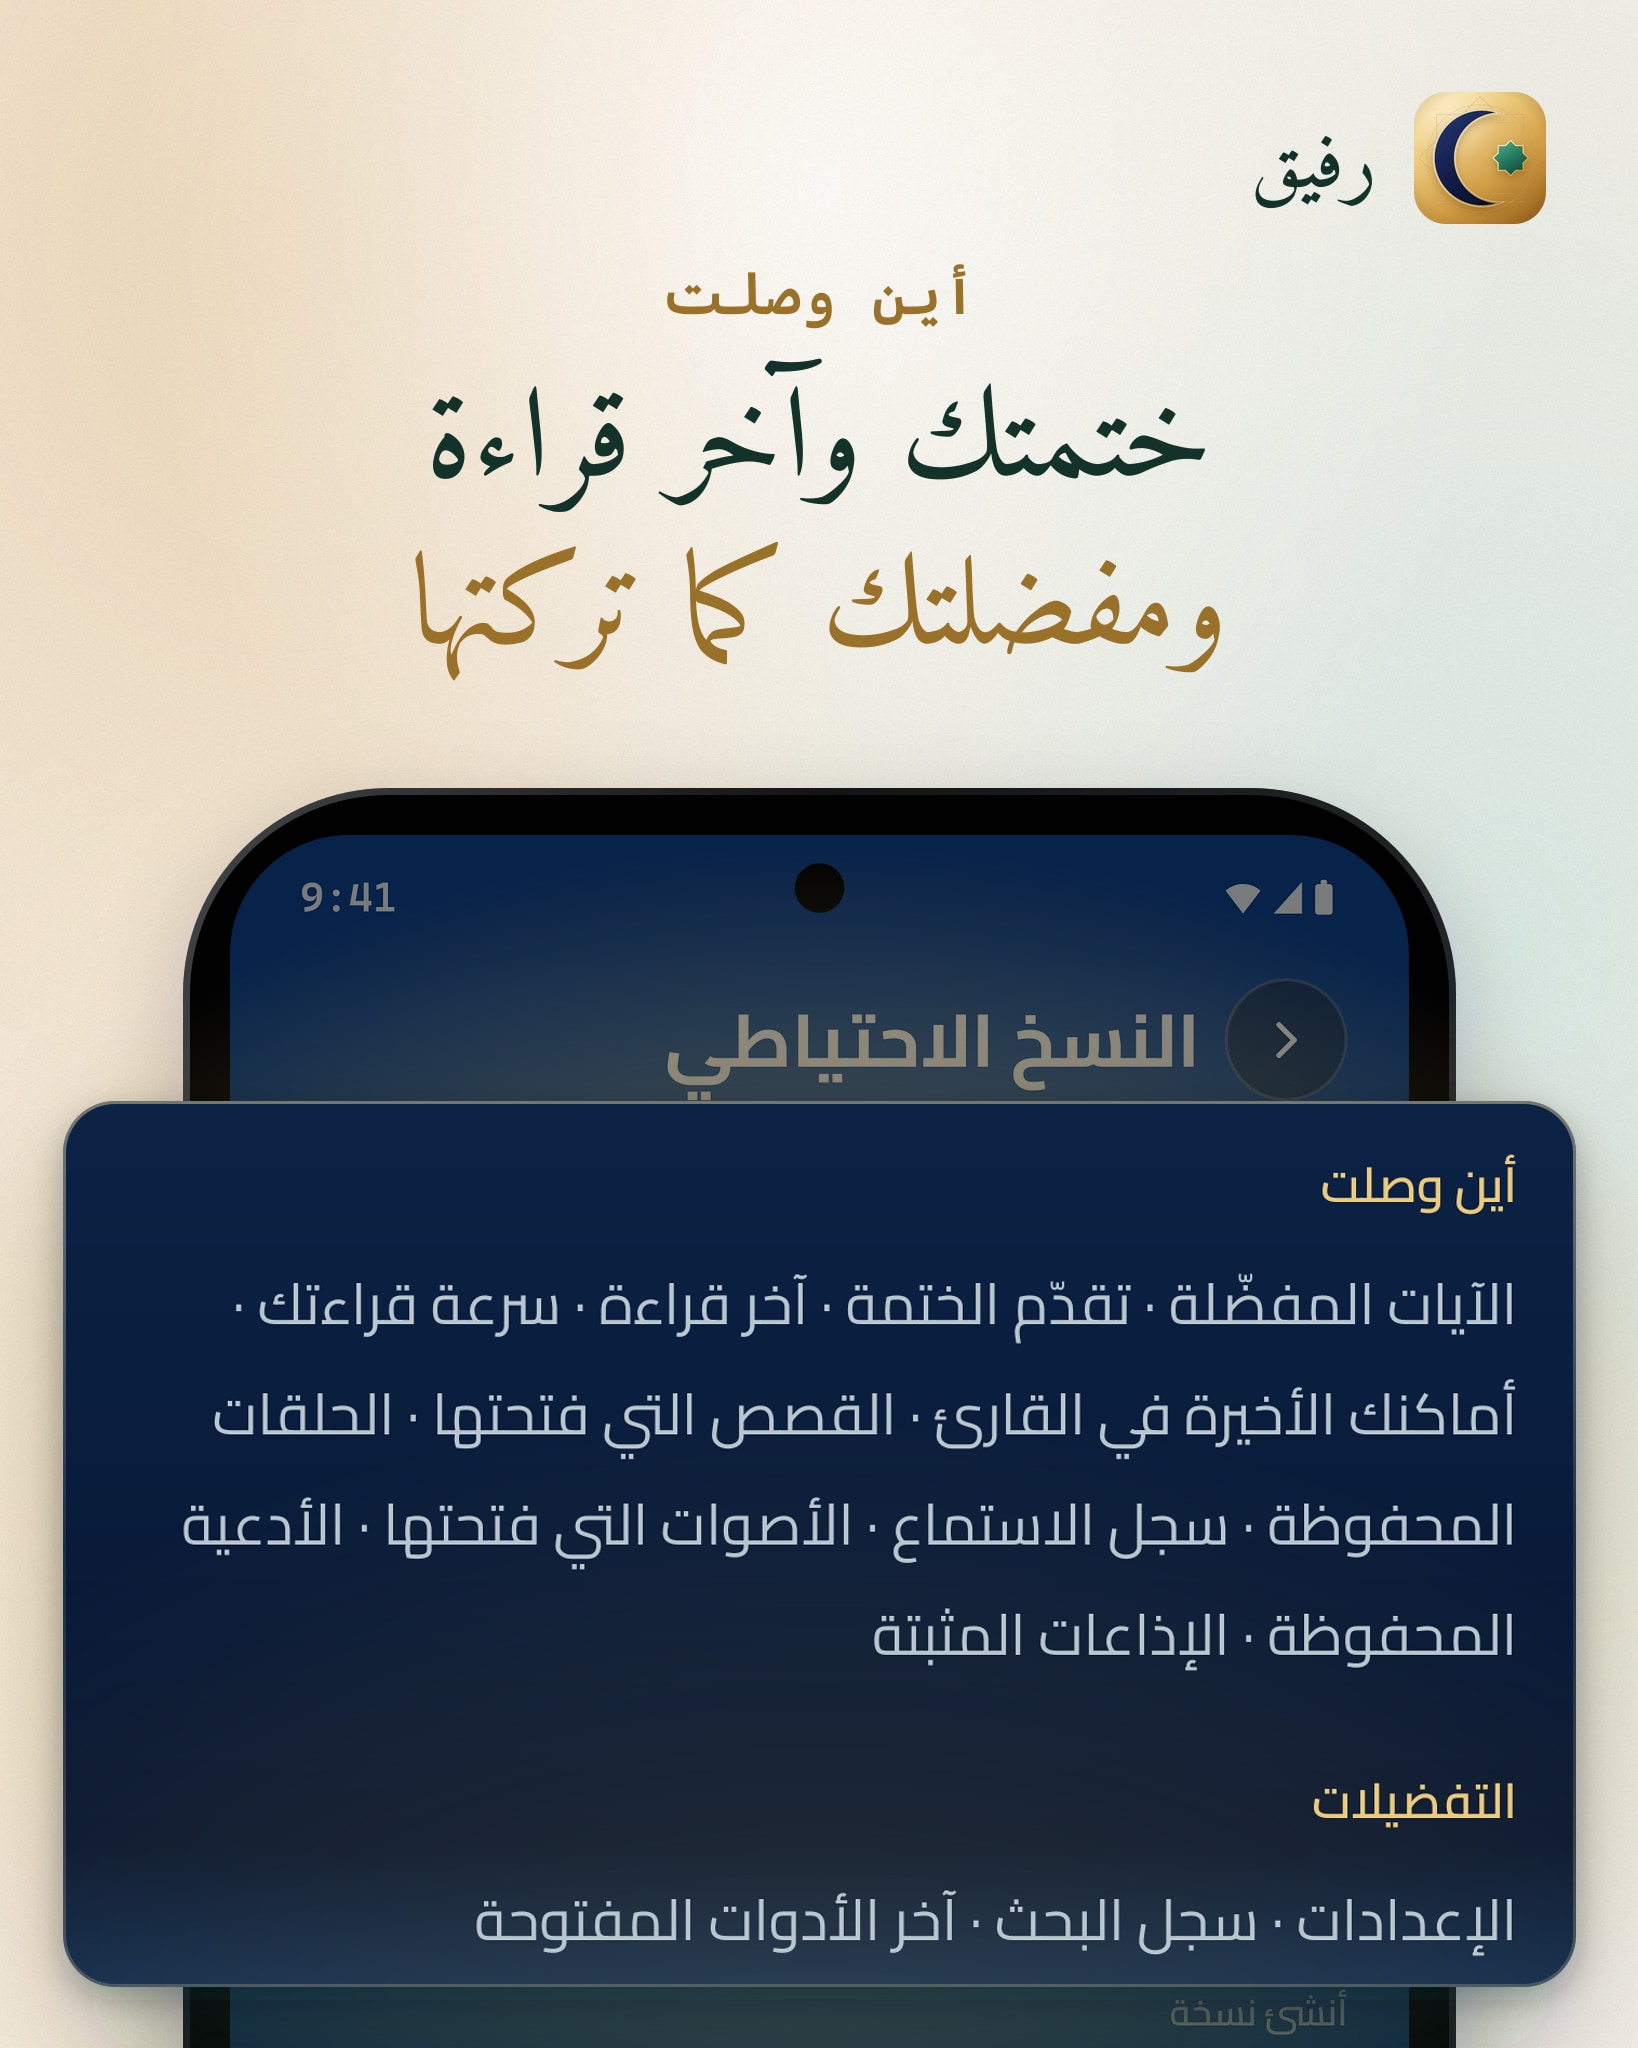 رفيق
أين وصلت
ختمتك وآخر قراءة
ومفضلتك كما تركتها
9:41
النسخ الاحتياطي
أين وصلت
الآيات المفضّلة · تقدّم الختمة · آخر قراءة · سرعة قراءتك ·
أماكنك الأخيرة في القارئ · القصص التي فتحتها · الحلقات
المحفوظة · سجل الاستماع · الأصوات التي فتحتها · الأدعية
المحفوظة · الإذاعات المثبتة
التفضيلات
الإعدادات · سجل البحث · آخر الأدوات المفتوحة
أنشئ نسخة